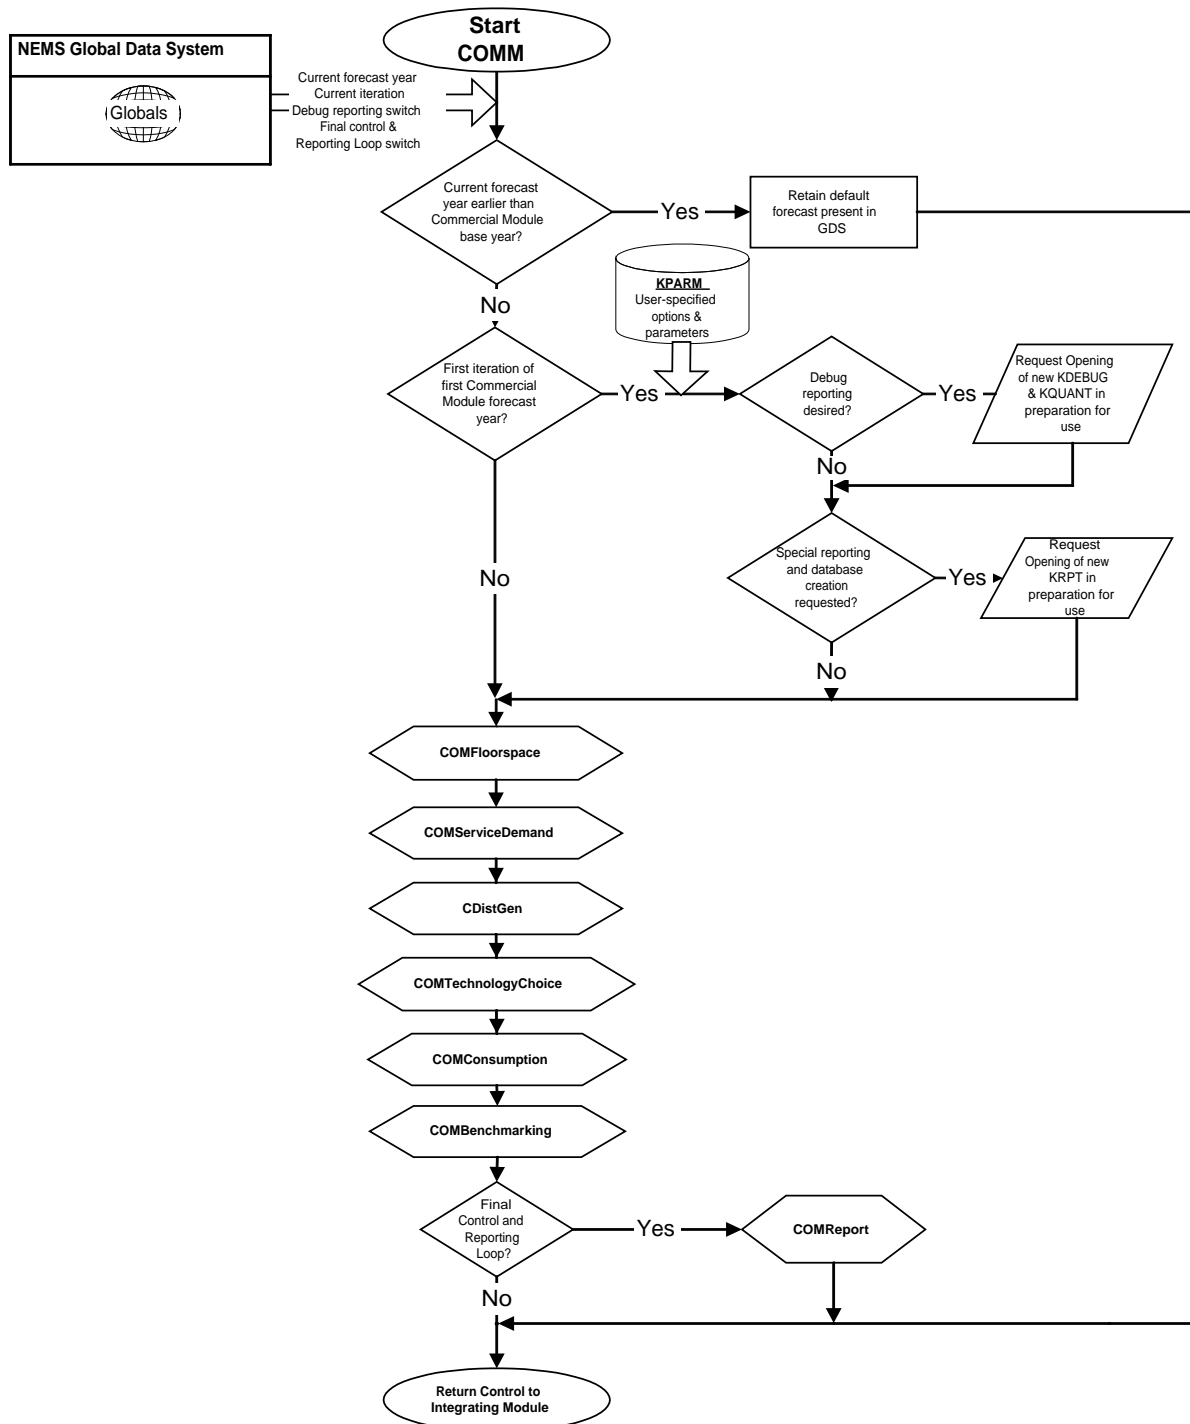 Start
COMM
NEMS Global Data System
Globals
Current forecast year
Current iteration
Debug reporting switch
Final control &
Reporting Loop switch
Current forecast
year earlier than
Commercial Module
base year?
Yes
Retain default
forecast present in
GDS
No
KPARM
User-specified
options &
parameters
First iteration of
first Commercial
Module forecast
year?
Yes
Debug
reporting
desired?
Yes
Request Opening
of new KDEBUG
& KQUANT in
preparation for
use
No
Special reporting
and database
creation
requested?
Yes
Request
Opening of new
KRPT in
preparation for
use
No
No
COMFloorspace
COMServiceDemand
CDistGen
COMTechnologyChoice
COMConsumption
COMBenchmarking
Final
Control and
Reporting
Loop?
Yes
COMReport
No
Return Control to
Integrating Module